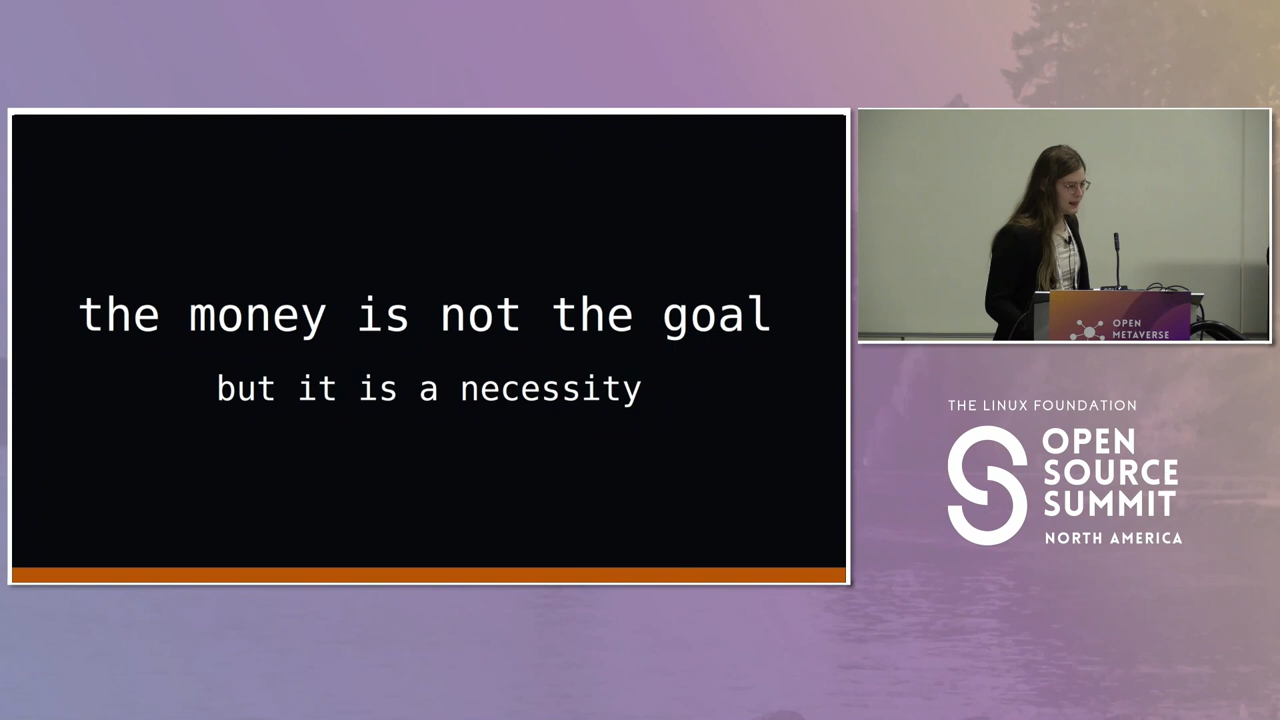 the money is not the goal
but it is a necessity
OPEN
METAVERSE
THE LINUX FOUNDATION
OPEN
SOURCE
SUMMIT
NORTH AMERICA